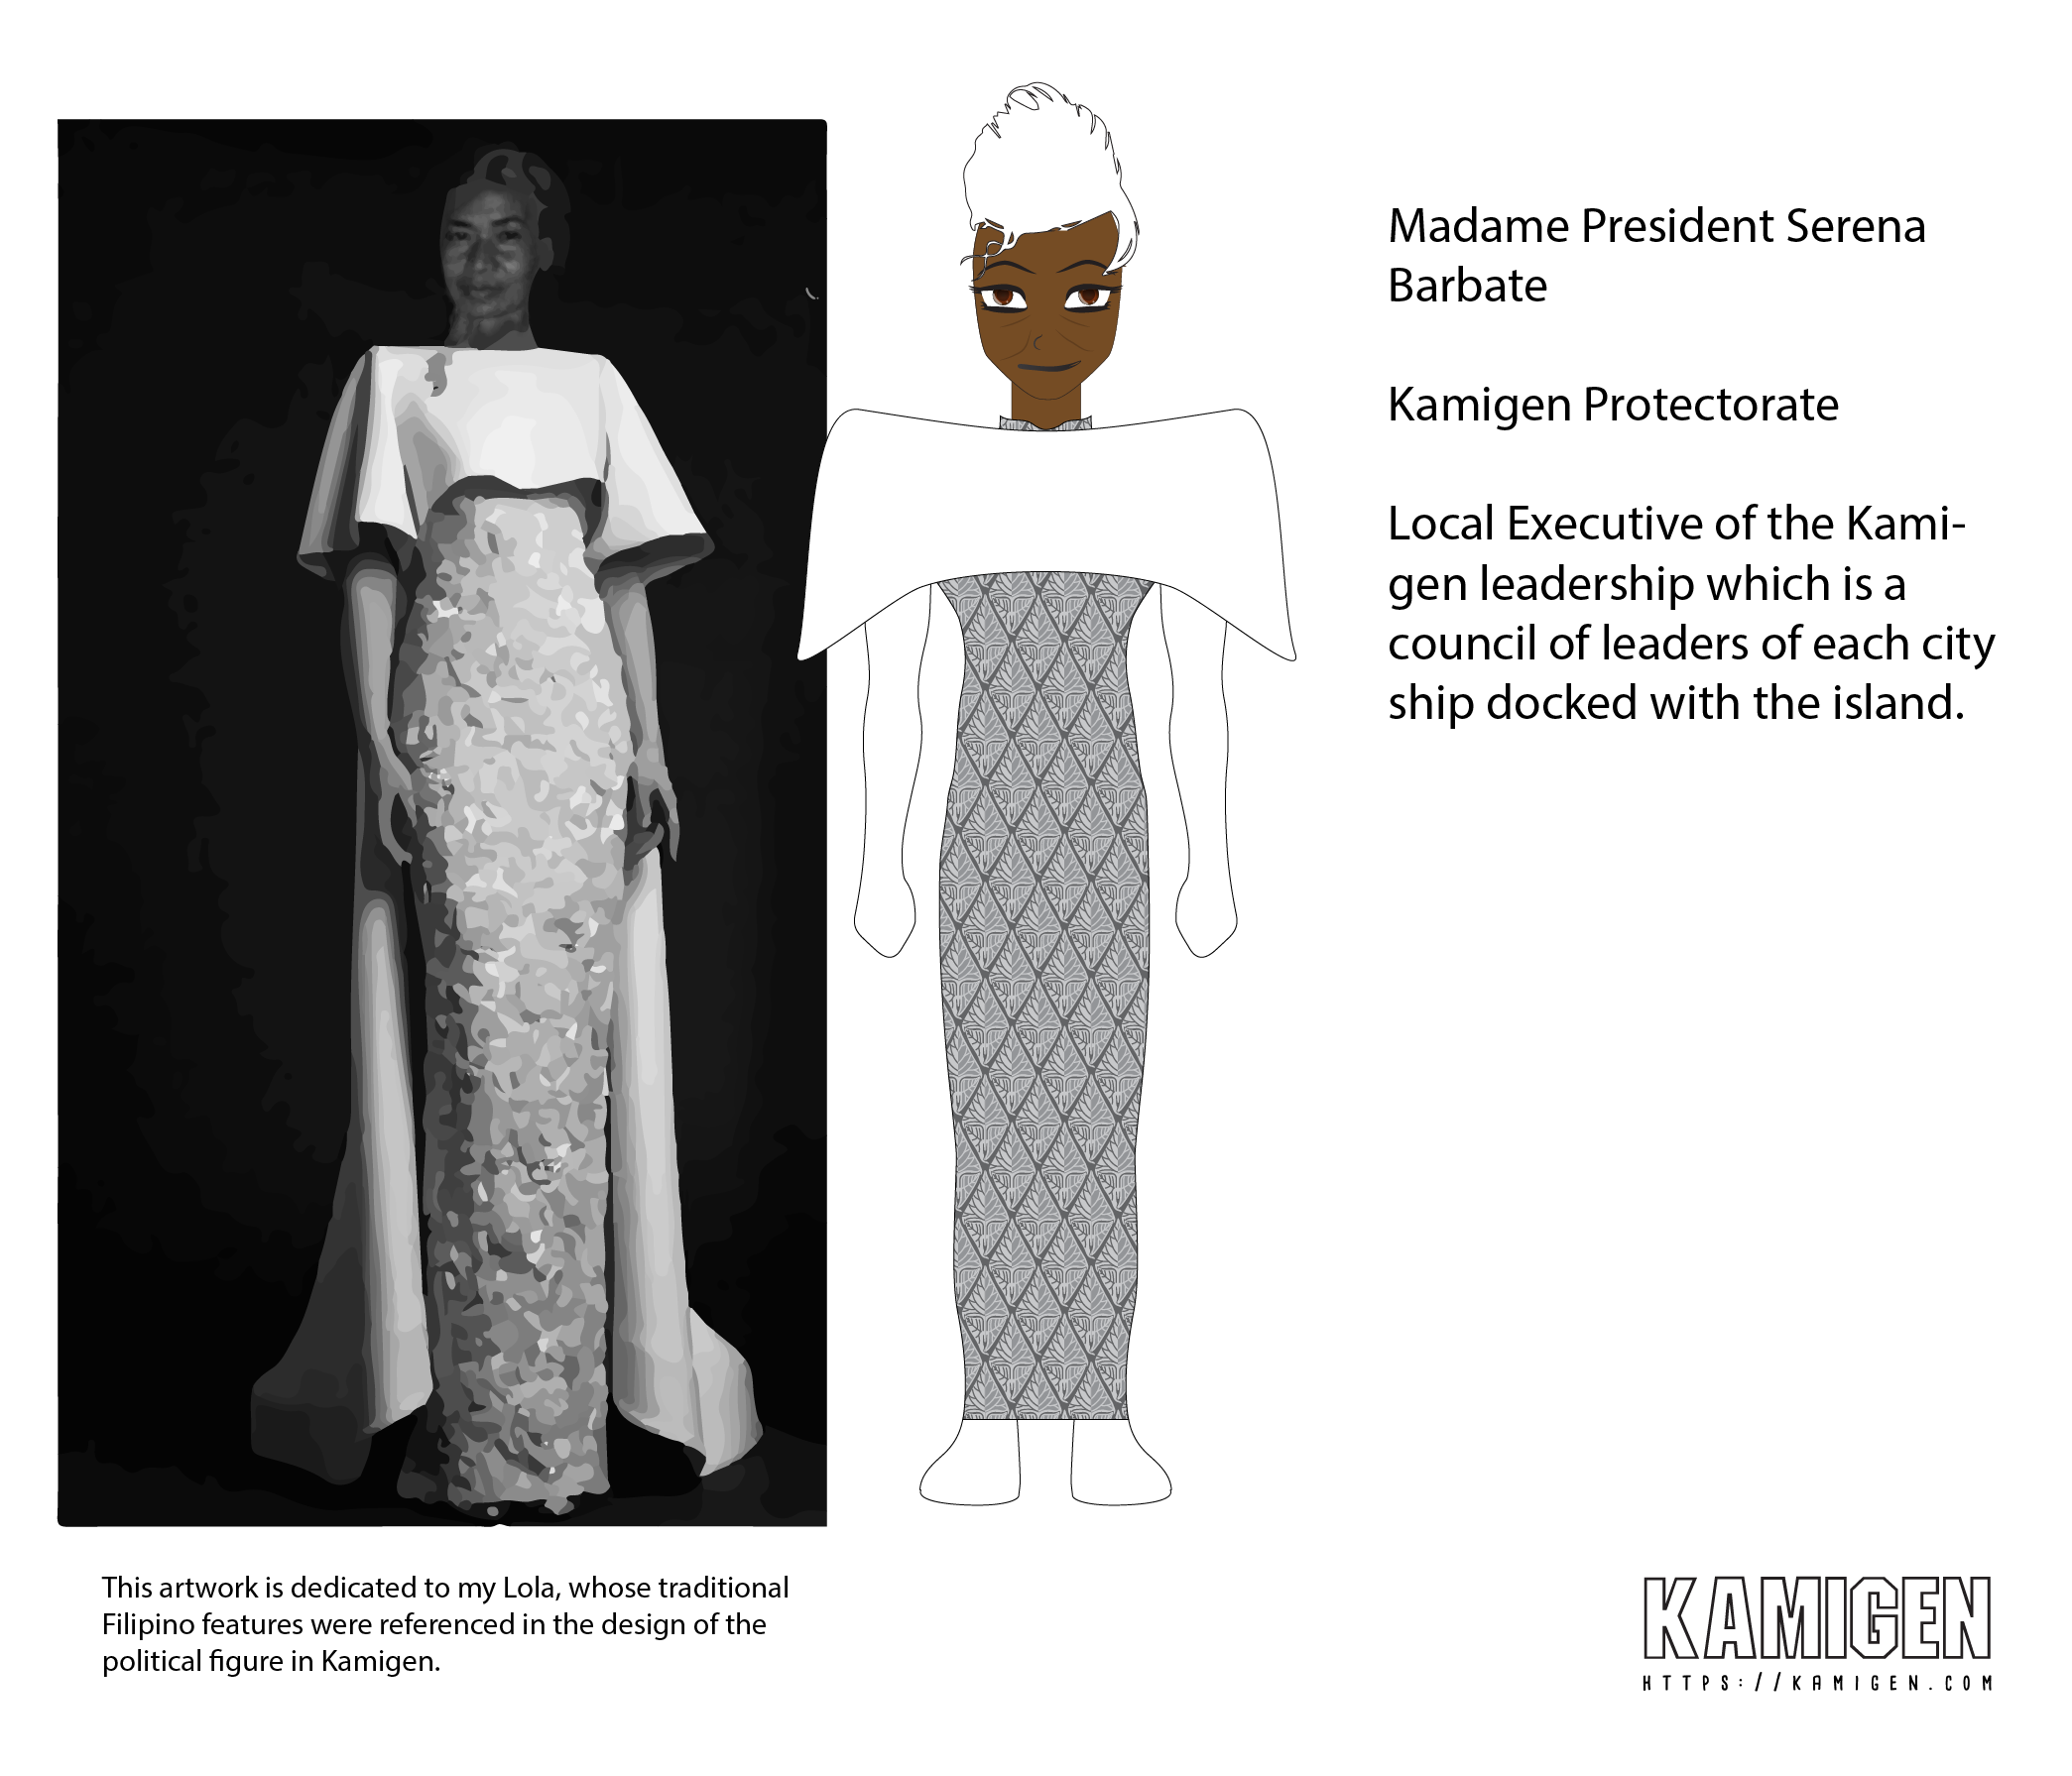 Madame President Serena
Barbate
Kamigen Protectorate
Local Executive of the Kami-
gen leadership which is a
council of leaders of each city
ship docked with the island.
This artwork is dedicated to my Lola, whose traditional
Filipino features were referenced in the design of the
political figure in Kamigen.
KAMIGEN
HTTPS://KAMIGEN.COM